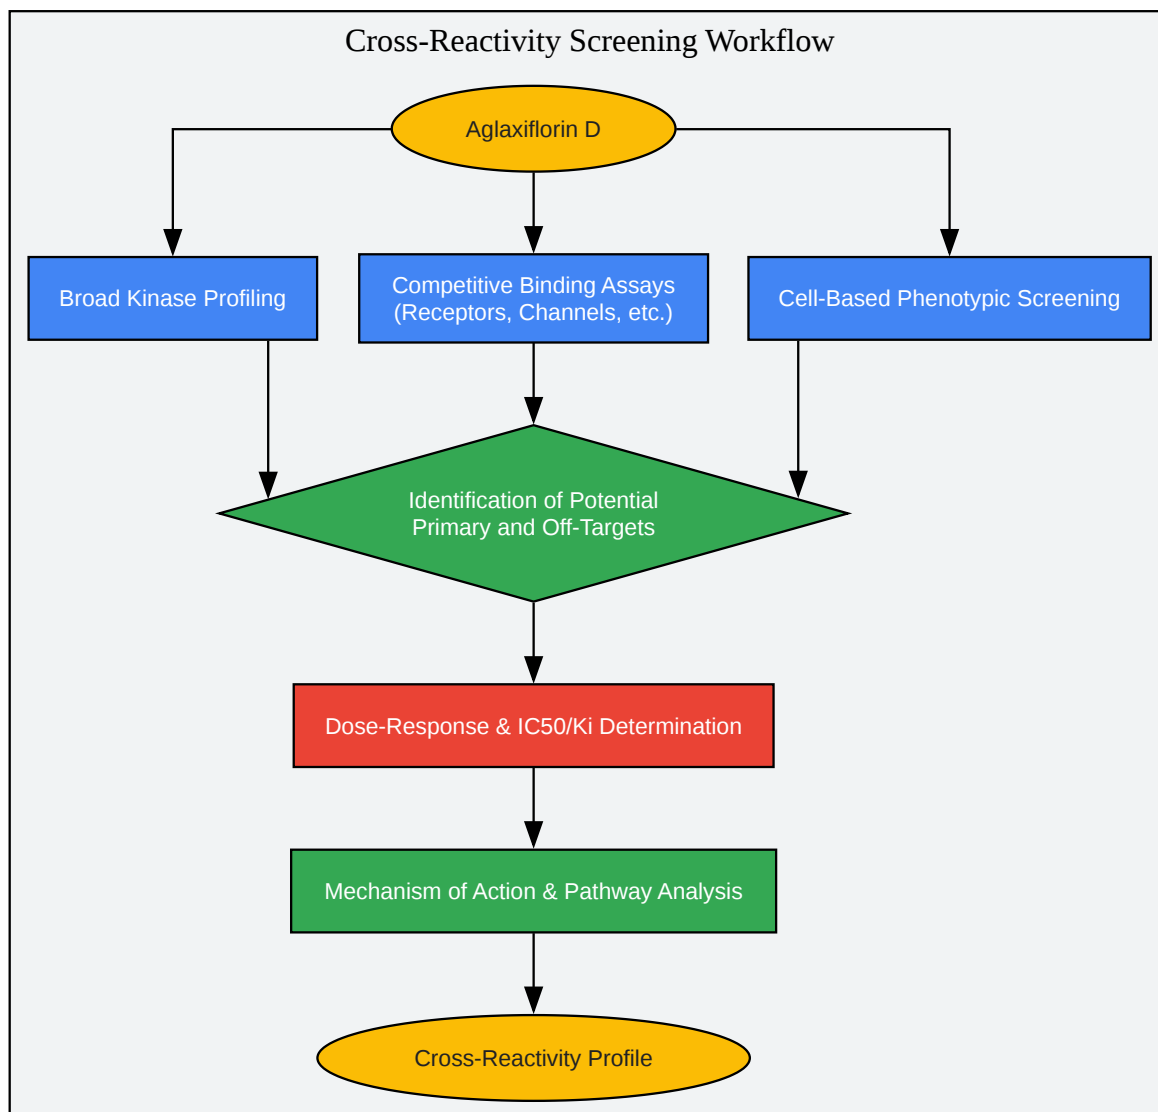 Cross-Reactivity Screening Workflow
Aglaxiflorin D
Broad Kinase Profiling
Competitive Binding Assays
(Receptors, Channels, etc.)
Cell-Based Phenotypic Screening
Identification of Potential
Primary and Off-Targets
Dose-Response & IC50/Ki Determination
Mechanism of Action & Pathway Analysis
Cross-Reactivity Profile